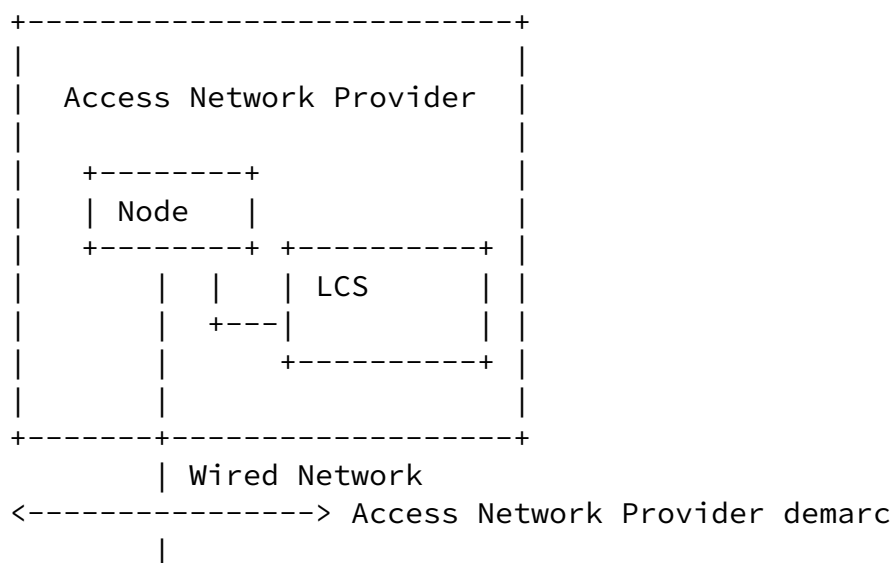 Access Network Provider
Node
LCS
Wired Network
Access Network Provider demarc